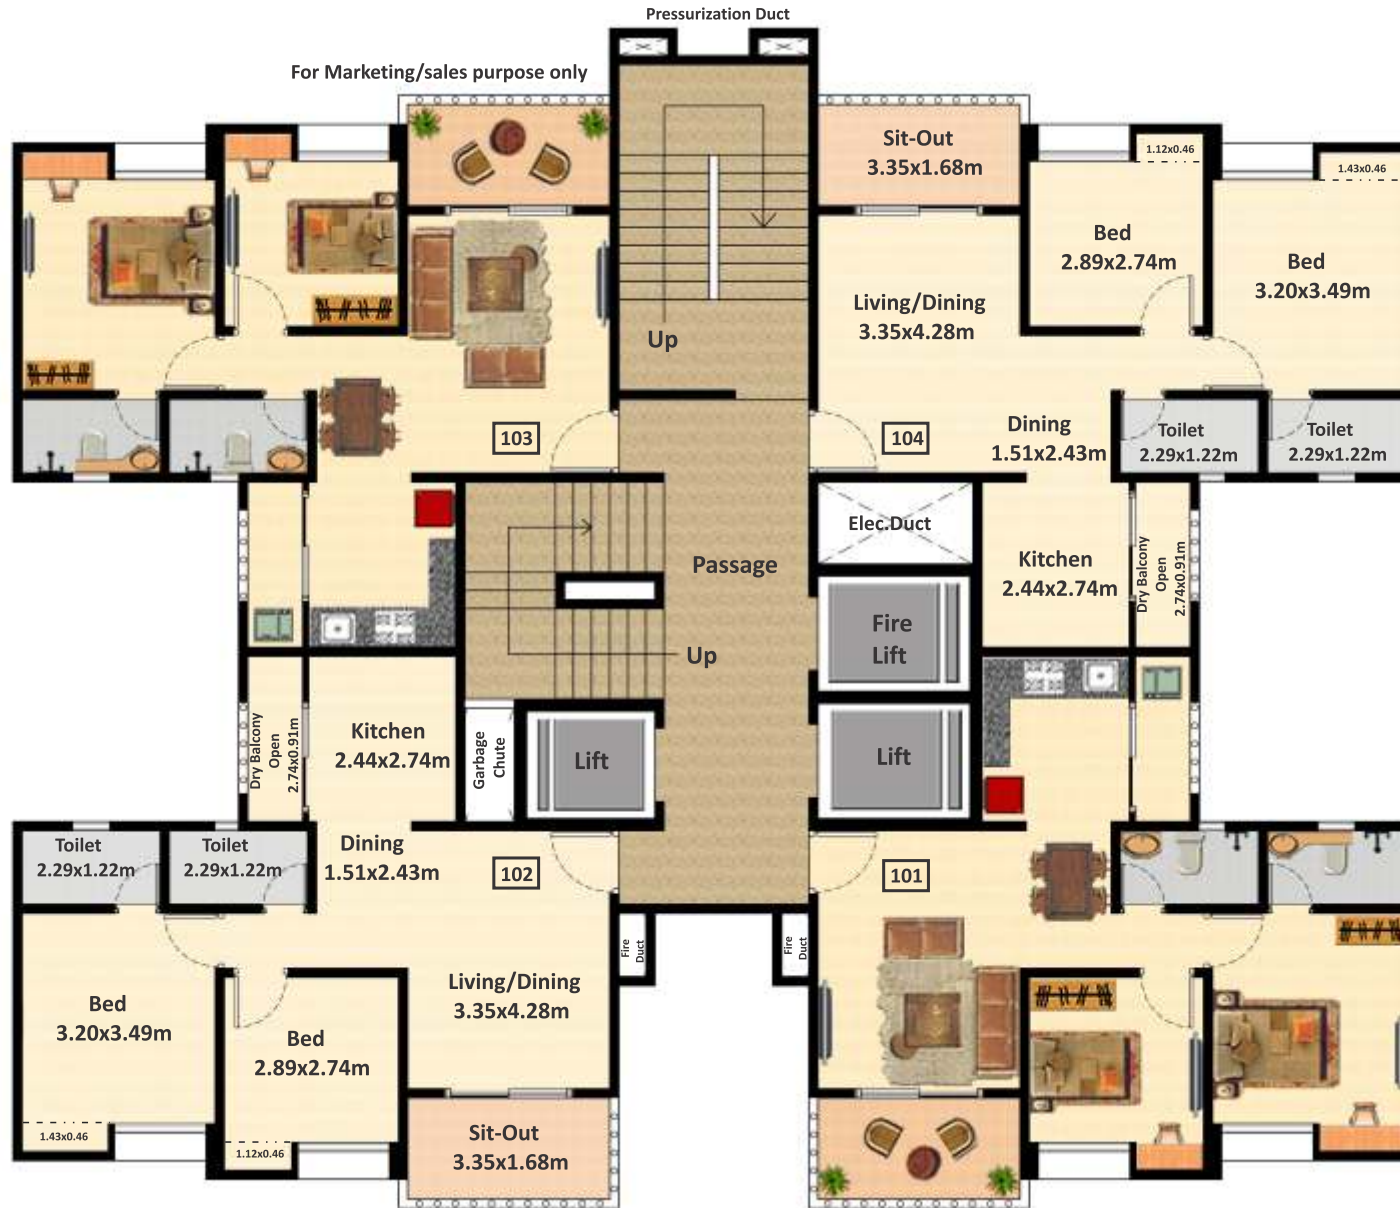 Pressurization Duct
For Marketing/sales purpose only
Sit-Out
3.35x1.68m
1.12x0.46
1.43x0.46
Bed
2.89x2.74m
Bed
3.20x3.49m
Living/Dining
3.35x4.28m
Up
103
104
Dining
1.51x2.43m
Toilet
2.29x1.22m
Toilet
2.29x1.22m
Elec.Duct
Passage
Kitchen
2.44x2.74m
Dry Balcony
Open
2.74x0.91m
Fire
Lift
Up
Dry Balcony
Open
2.74x0.91m
Kitchen
2.44x2.74m
Garbage
Chute
Lift
Lift
Toilet
2.29x1.22m
Toilet
2.29x1.22m
Dining
1.51x2.43m
102
101
Fire
Duct
Fire
Duct
Living/Dining
3.35x4.28m
Bed
3.20x3.49m
Bed
2.89x2.74m
1.43x0.46
1.12x0.46
Sit-Out
3.35x1.68m